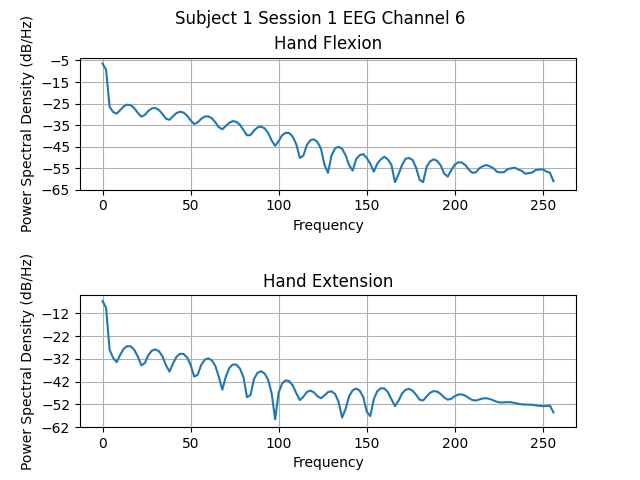 Subject 1 Session 1 EEG Channel 6
Hand Flexion
Power Spectral Density (dB/Hz)
−5
−15
−25
−35
−45
−55
−65
0 50 100 150 200 250
Frequency
Hand Extension
Power Spectral Density (dB/Hz)
−12
−22
−32
−42
−52
−62
0 50 100 150 200 250
Frequency